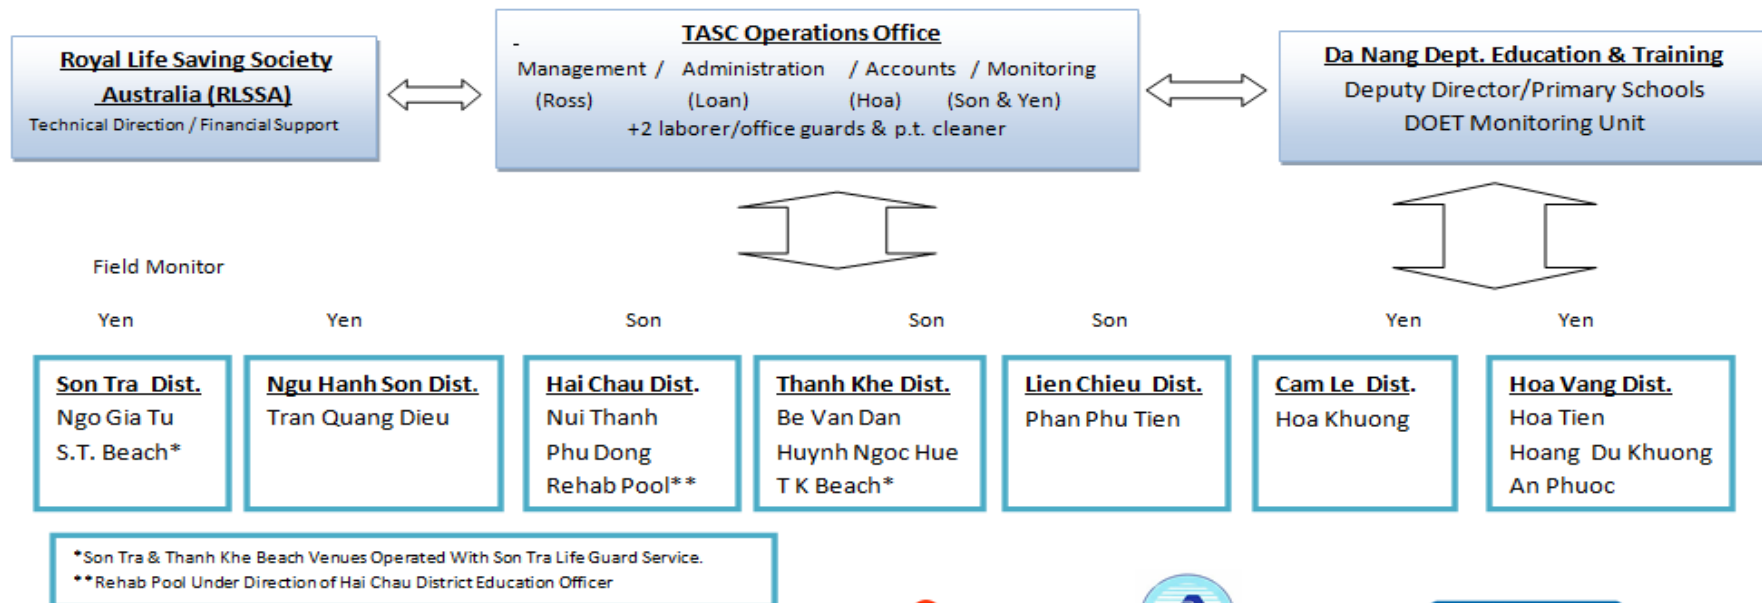 Royal Life Saving Society
Australia (RLSSA)
Technical Direction / Financial Support
TASC Operations Office
Management / Administration / Accounts / Monitoring
(Ross) (Loan) (Hoa) (Son & Yen)
+2 laborer/office guards & p.t. cleaner
Da Nang Dept. Education & Training
Deputy Director/Primary Schools
DOET Monitoring Unit
Field Monitor
Yen Yen Son Son Son Yen Yen
Son Tra Dist.
Ngo Gia Tu
S.T. Beach*
Ngu Hanh Son Dist.
Tran Quang Dieu
Hai Chau Dist.
Nui Thanh
Phu Dong
Rehab Pool**
Thanh Khe Dist.
Be Van Dan
Huynh Ngoc Hue
T K Beach*
Lien Chieu Dist.
Phan Phu Tien
Cam Le Dist.
Hoa Khuong
Hoa Vang Dist.
Hoa Tien
Hoang Du Khuong
An Phuoc
*Son Tra & Thanh Khe Beach Venues Operated With Son Tra Life Guard Service.
**Rehab Pool Under Direction of Hai Chau District Education Officer